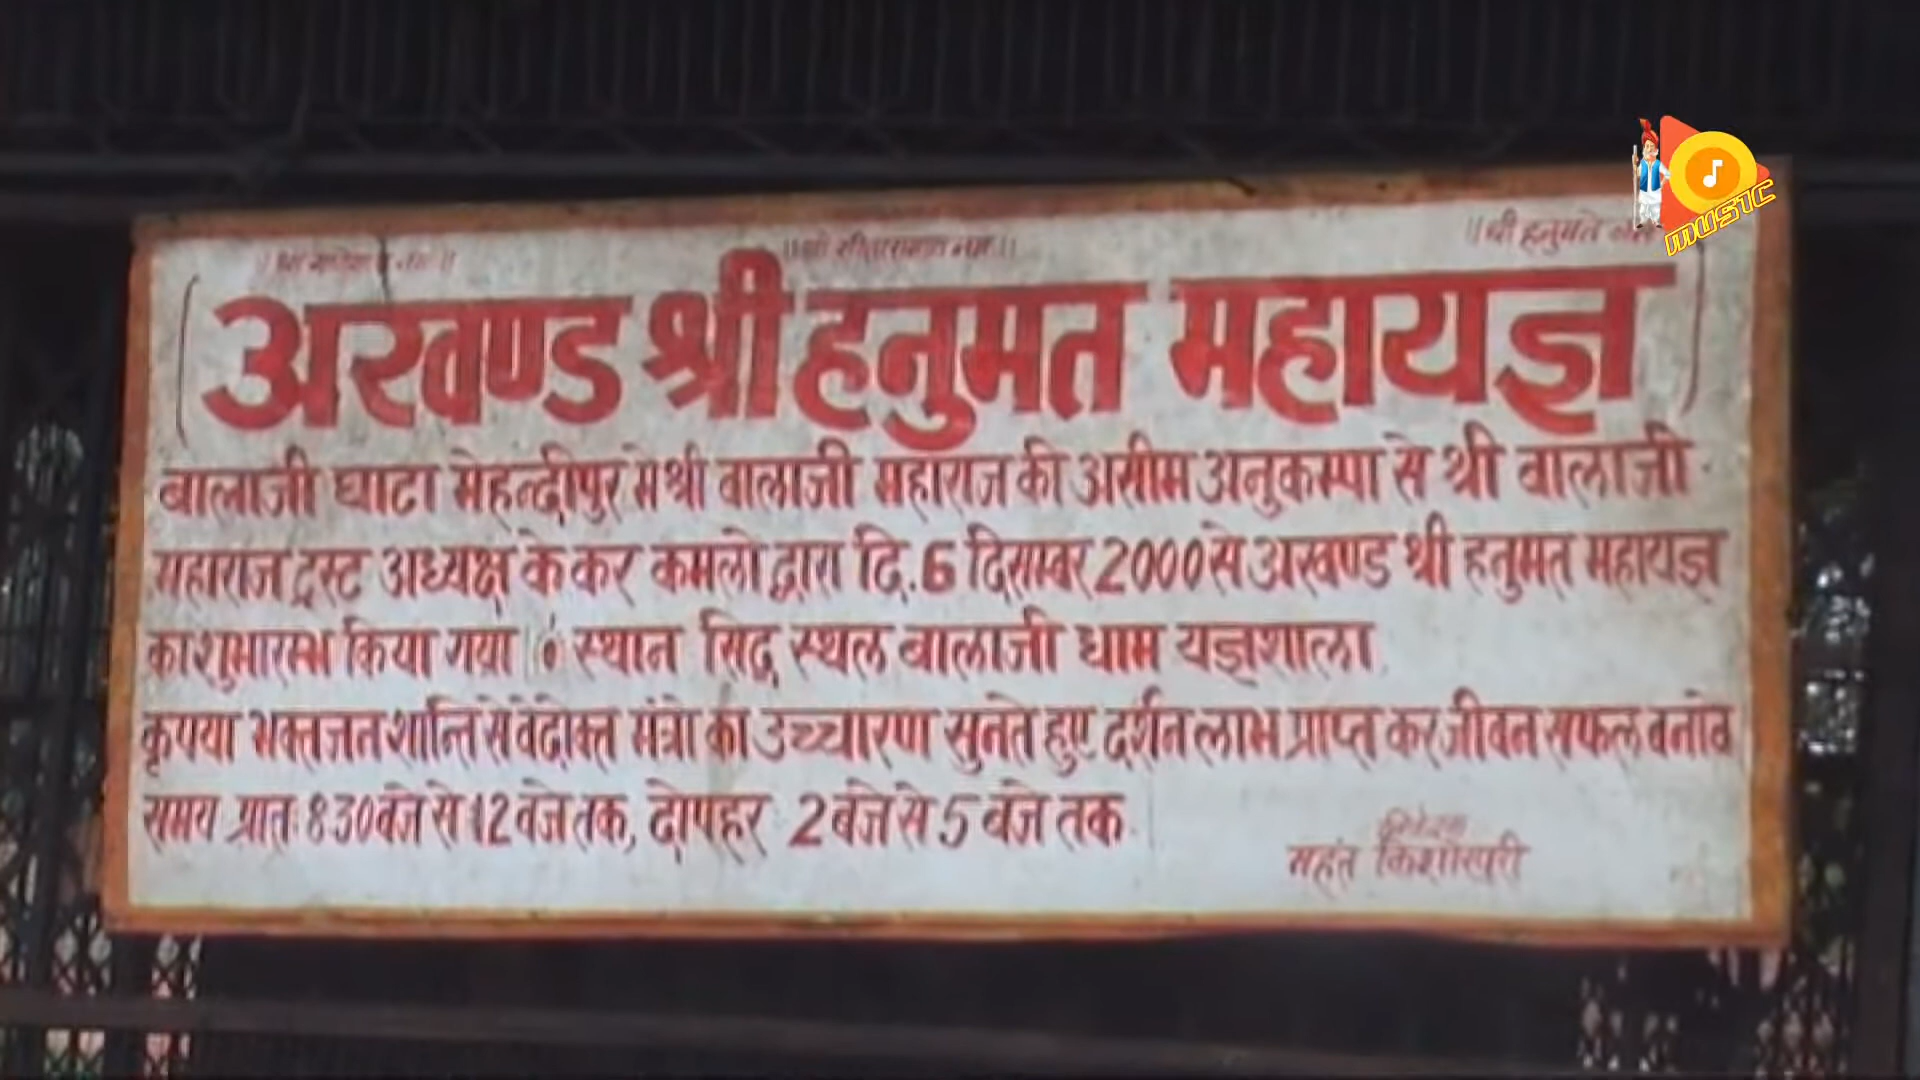 ।। श्री गणेशाय नमः ।। ।। श्री सीतारामाय नमः ।। ।। श्री हनुमते
अखण्ड श्री हनुमत महायज्ञ
बालाजी घाटा मेहन्दीपुर मे श्री बालाजी महाराज की असीम अनुकम्पा से श्री बालाजी
महाराज ट्रस्ट अध्यक्ष के कर कमलो द्वारा दि. 6 दिसम्बर 2000 से अखण्ड श्री हनुमत महायज्ञ
का शुभारम्भ किया गया स्थान सिद्ध स्थल बालाजी धाम यज्ञशाला
कृपया भक्तजन शान्ति से वेदोक्त मंत्रो का उच्चारण सुनते हुए दर्शन लाभ प्राप्त कर जीवन सफल बनावे
समय प्रातः 8 30 बजे से 12 बजे तक, दोपहर 2 बजे से 5 बजे तक
महंत किशोरपुरी
MUSIC